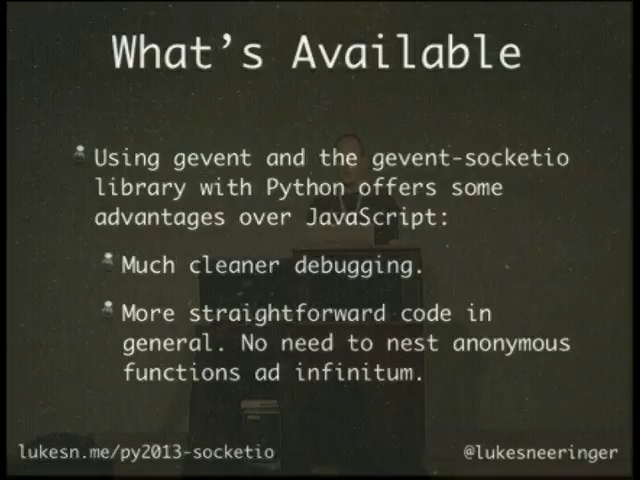 What's Available
Using gevent and the gevent-socketio
library with Python offers some
advantages over JavaScript:
Much cleaner debugging.
More straightforward code in
general. No need to nest anonymous
functions ad infinitum.
lukesn.me/py2013-socketio
@lukesneeringer